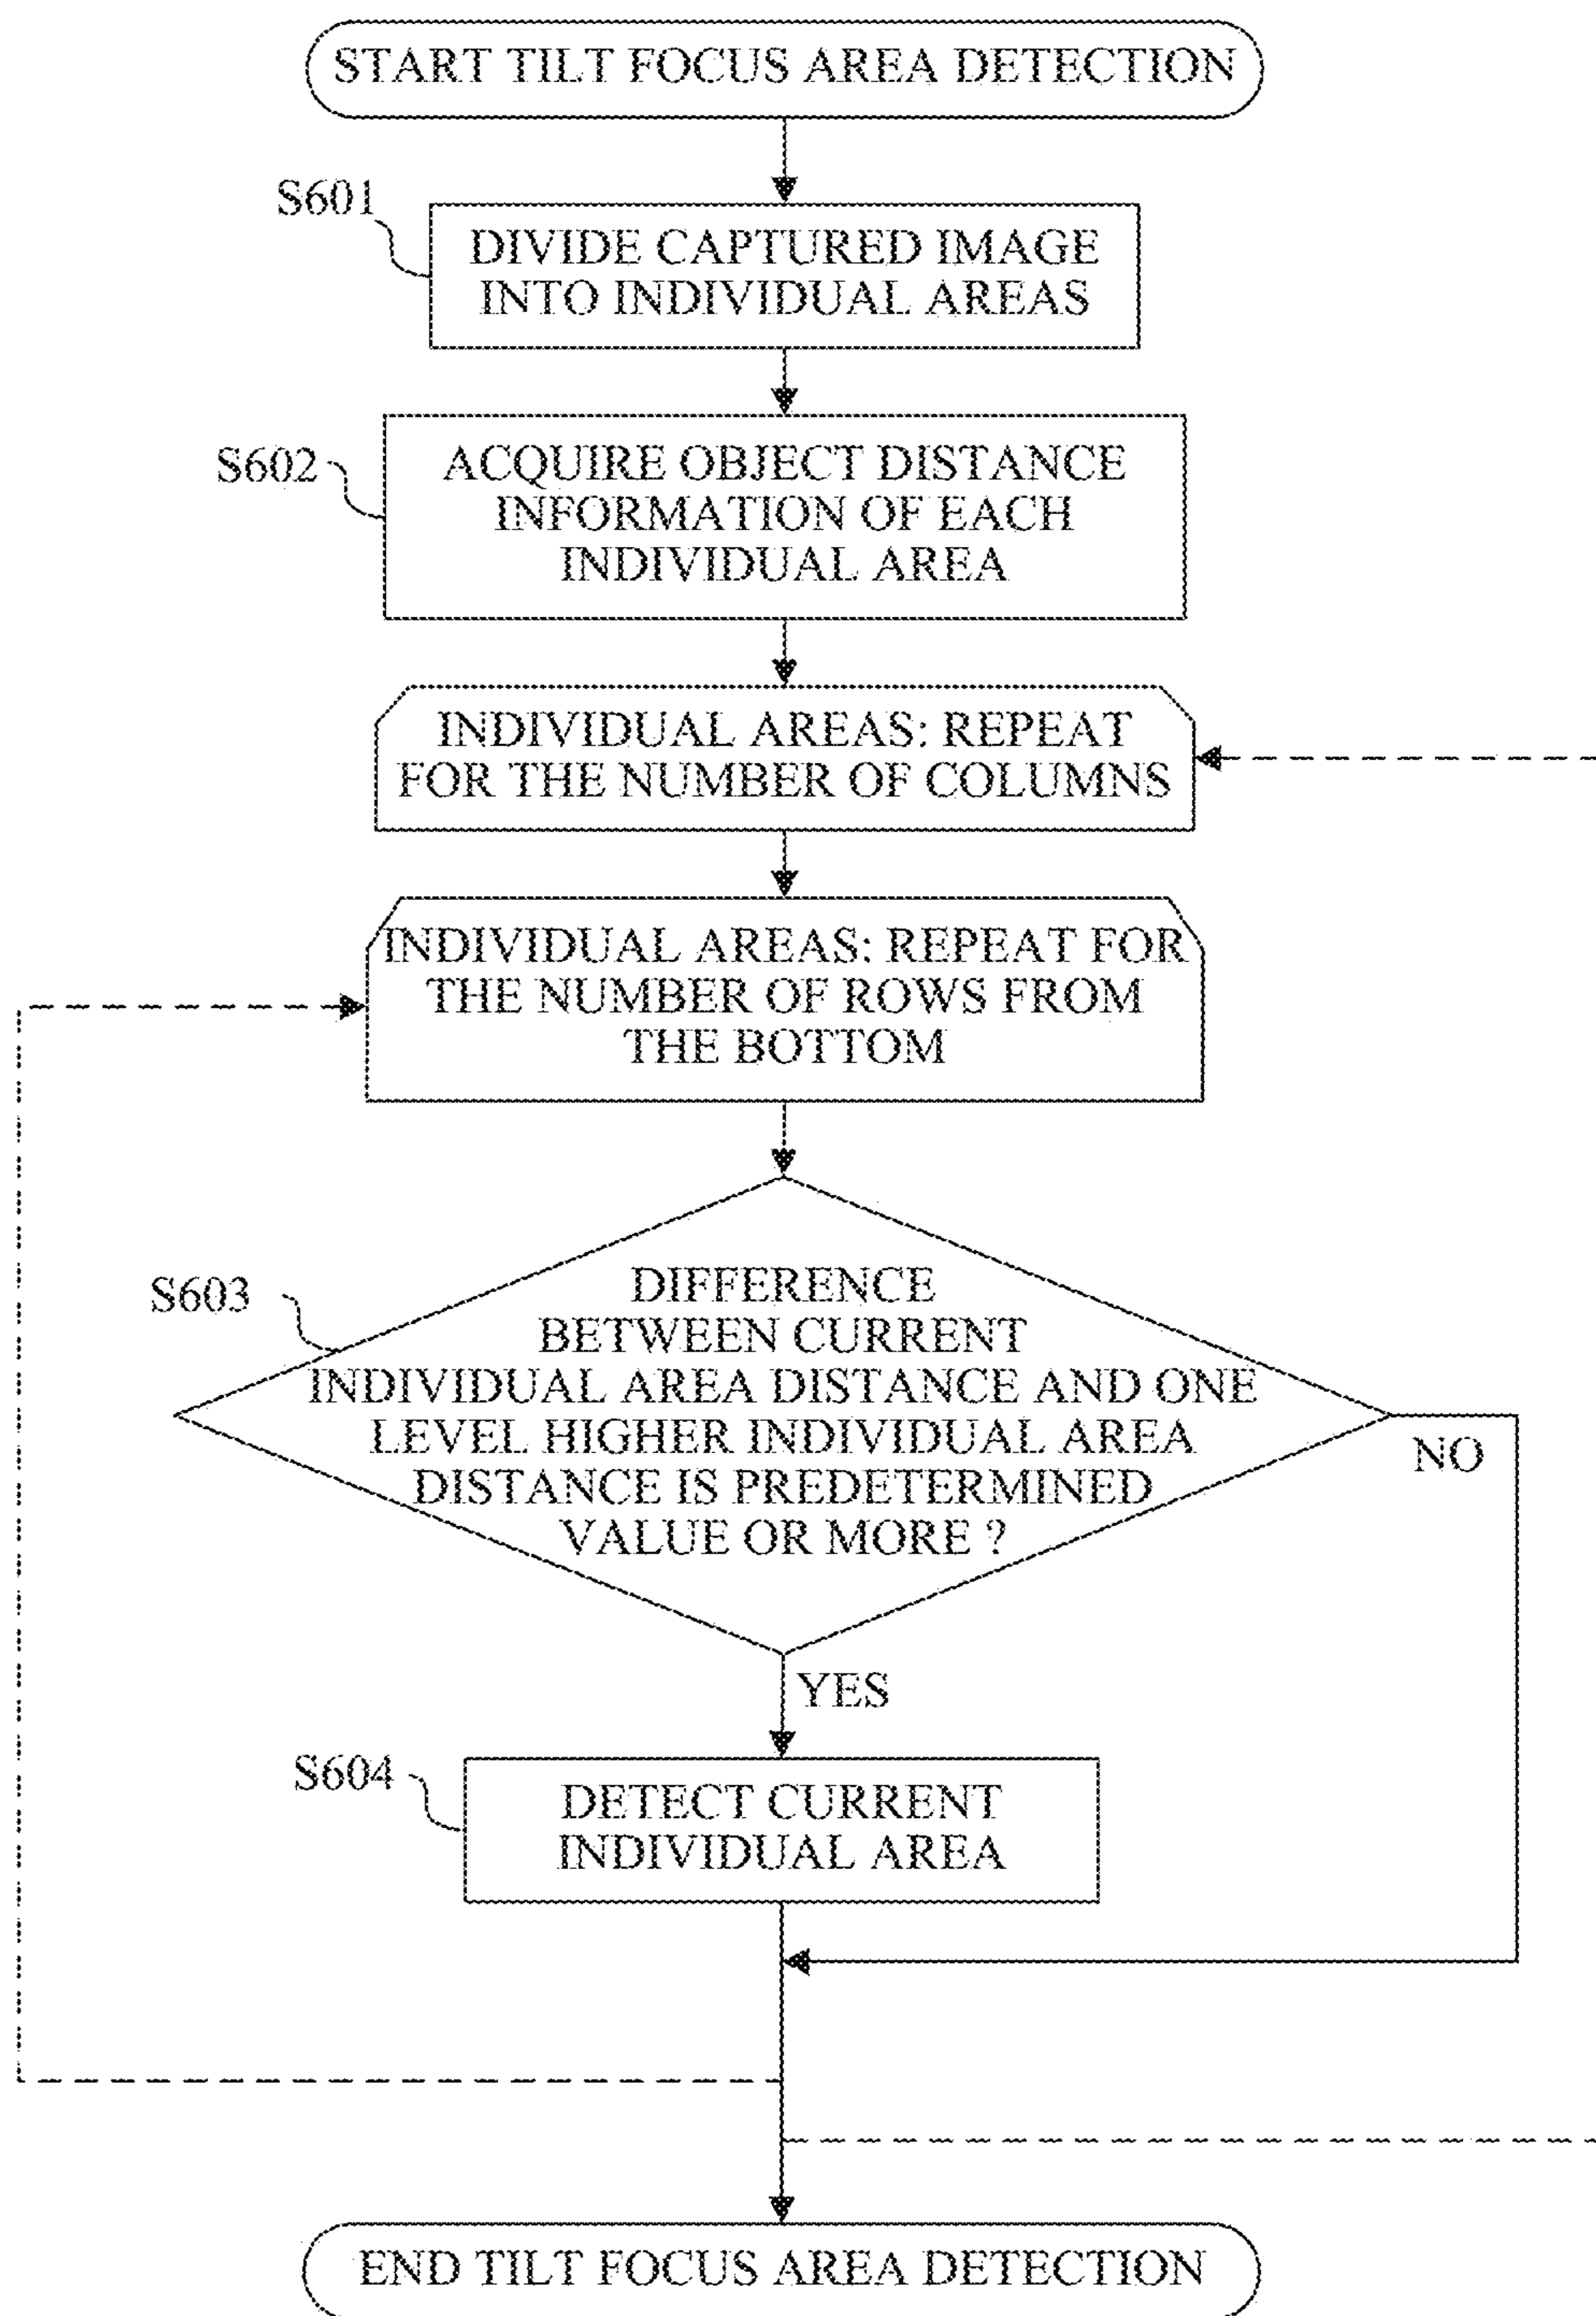 START TILT FOCUS AREA DETECTION
S601
DIVIDE CAPTURED IMAGE
INTO INDIVIDUAL AREAS
S602
ACQUIRE OBJECT DISTANCE
INFORMATION OF EACH
INDIVIDUAL AREA
INDIVIDUAL AREAS: REPEAT
FOR THE NUMBER OF COLUMNS
INDIVIDUAL AREAS: REPEAT FOR
THE NUMBER OF ROWS FROM
THE BOTTOM
S603
DIFFERENCE
BETWEEN CURRENT
INDIVIDUAL AREA DISTANCE AND ONE
LEVEL HIGHER INDIVIDUAL AREA
DISTANCE IS PREDETERMINED
VALUE OR MORE ?
NO
YES
S604
DETECT CURRENT
INDIVIDUAL AREA
END TILT FOCUS AREA DETECTION